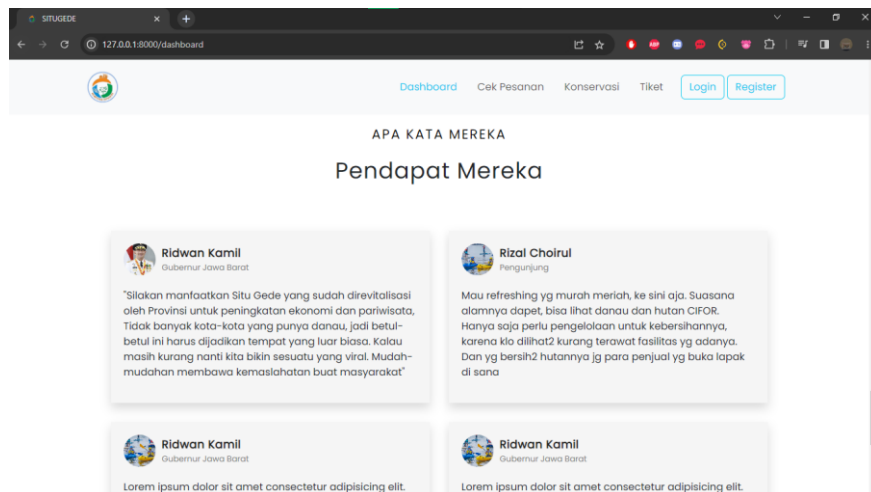 SITUGEDE
127.0.0.1:8000/dashboard
Dashboard Cek Pesanan Konservasi Tiket Login Register
APA KATA MEREKA
Pendapat Mereka
Ridwan Kamil
Gubernur Jawa Barat
"Silakan manfaatkan Situ Gede yang sudah direvitalisasi
oleh Provinsi untuk peningkatan ekonomi dan pariwisata,
Tidak banyak kota-kota yang punya danau, jadi betul-
betul ini harus dijadikan tempat yang luar biasa. Kalau
masih kurang nanti kita bikin sesuatu yang viral. Mudah-
mudahan membawa kemaslahatan buat masyarakat"
Rizal Choirul
Pengunjung
Mau refreshing yg murah meriah, ke sini aja. Suasana
alamnya dapet, bisa lihat danau dan hutan CIFOR.
Hanya saja perlu pengelolaan untuk kebersihannya,
karena klo dilihat2 kurang terawat fasilitas yg adanya.
Dan yg bersih2 hutannya jg para penjual yg buka lapak
di sana
Ridwan Kamil
Gubernur Jawa Barat
Lorem ipsum dolor sit amet consectetur adipisicing elit.
Ridwan Kamil
Gubernur Jawa Barat
Lorem ipsum dolor sit amet consectetur adipisicing elit.